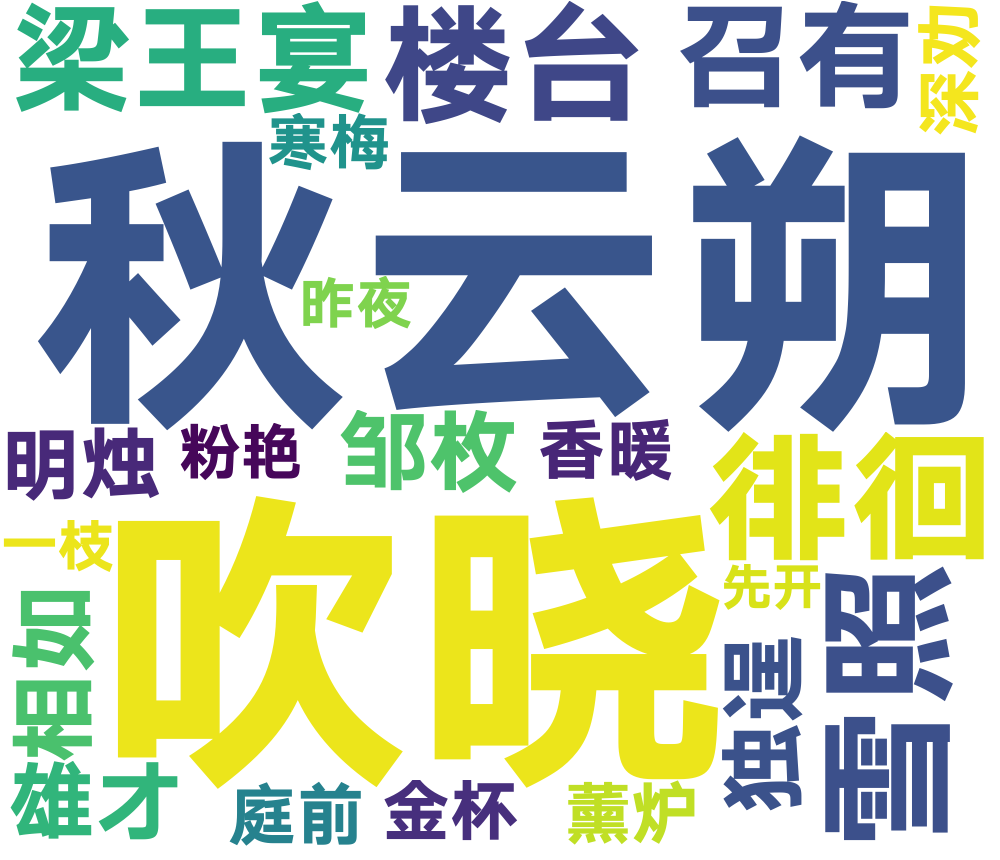 梁王宴
楼台
召有
深劝
寒梅
秋云朔
昨夜
明烛
粉艳
邹枚
香暖
徘徊
一枝
吹晓
先开
相如
雪照
独逞
雄才
庭前
金杯
薰炉